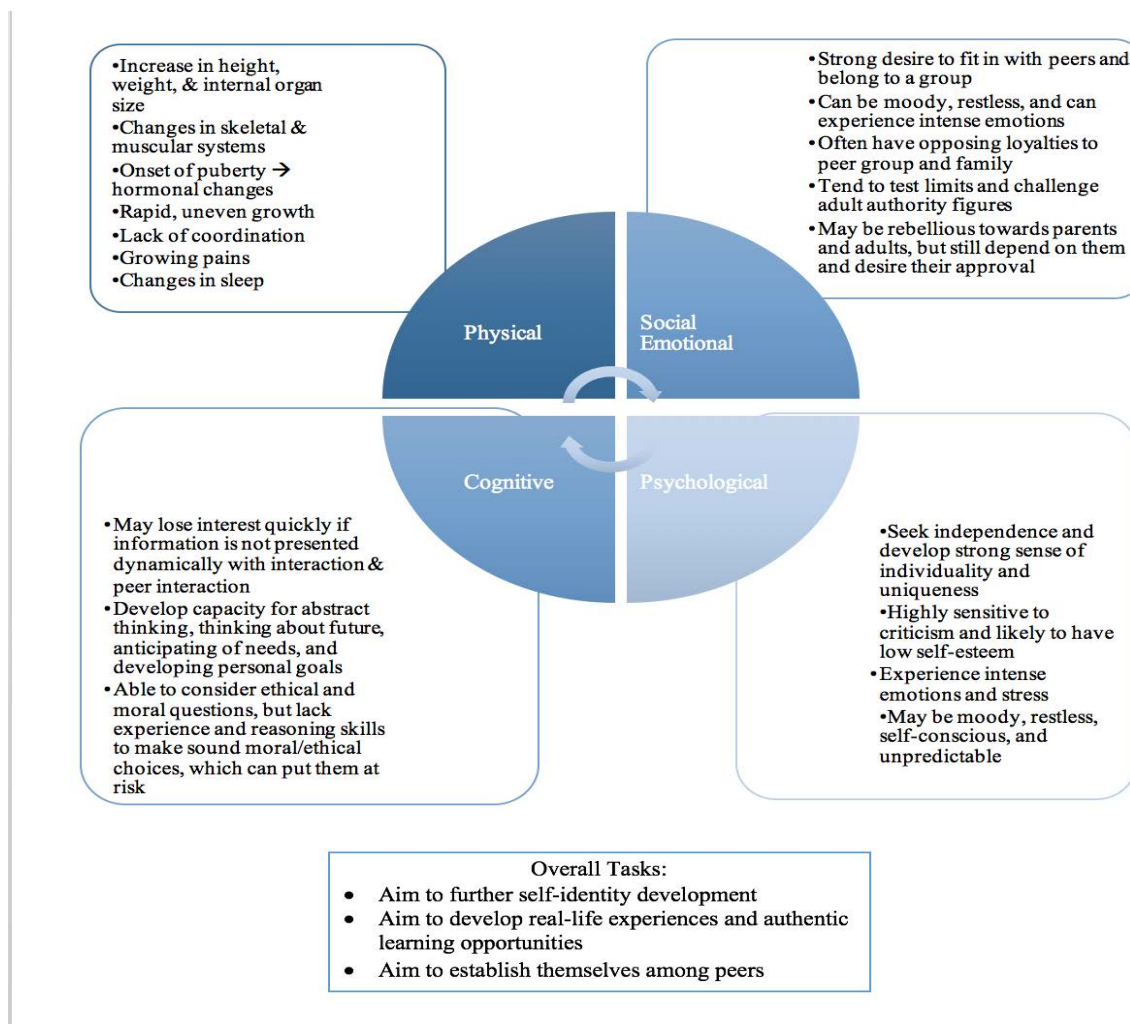 •Increase in height,
weight, & internal organ
size
•Changes in skeletal &
muscular systems
•Onset of puberty →
hormonal changes
•Rapid, uneven growth
•Lack of coordination
•Growing pains
•Changes in sleep
•Strong desire to fit in with peers and
belong to a group
•Can be moody, restless, and can
experience intense emotions
•Often have opposing loyalties to
peer group and family
•Tend to test limits and challenge
adult authority figures
•May be rebellious towards parents
and adults, but still depend on them
and desire their approval
Physical
Social
Emotional
Cognitive
Psychological
•May lose interest quickly if
information is not presented
dynamically with interaction &
peer interaction
•Develop capacity for abstract
thinking, thinking about future,
anticipating of needs, and
developing personal goals
•Able to consider ethical and
moral questions, but lack
experience and reasoning skills
to make sound moral/ethical
choices, which can put them at
risk
•Seek independence and
develop strong sense of
individuality and
uniqueness
•Highly sensitive to
criticism and likely to have
low self-esteem
•Experience intense
emotions and stress
•May be moody, restless,
self-conscious, and
unpredictable
Overall Tasks:
• Aim to further self-identity development
• Aim to develop real-life experiences and authentic
learning opportunities
• Aim to establish themselves among peers